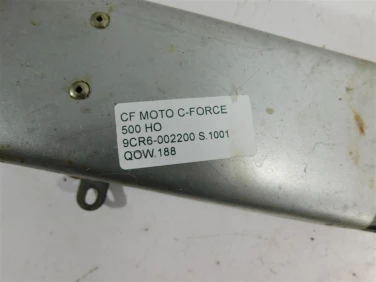 CF MOTO C-FORCE
500 HO
9CR6-002200 S.1001
QOW.188